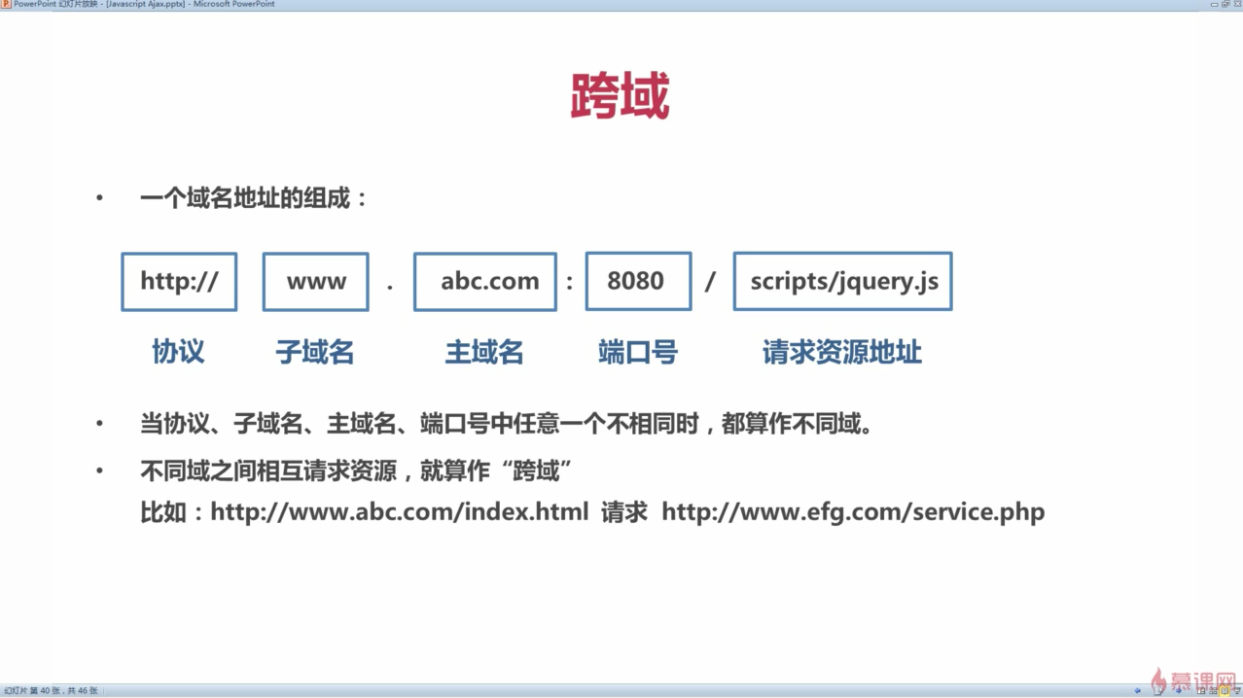 PowerPoint 幻灯片放映 - [Javascript Ajax.pptx] - Microsoft PowerPoint
跨域
• 一个域名地址的组成：
http:// www . abc.com : 8080 / scripts/jquery.js
协议 子域名 主域名 端口号 请求资源地址
• 当协议、子域名、主域名、端口号中任意一个不相同时，都算作不同域。
• 不同域之间相互请求资源，就算作“跨域”
比如：http://www.abc.com/index.html 请求 http://www.efg.com/service.php
慕课网
幻灯片 第 40 张，共 46 张